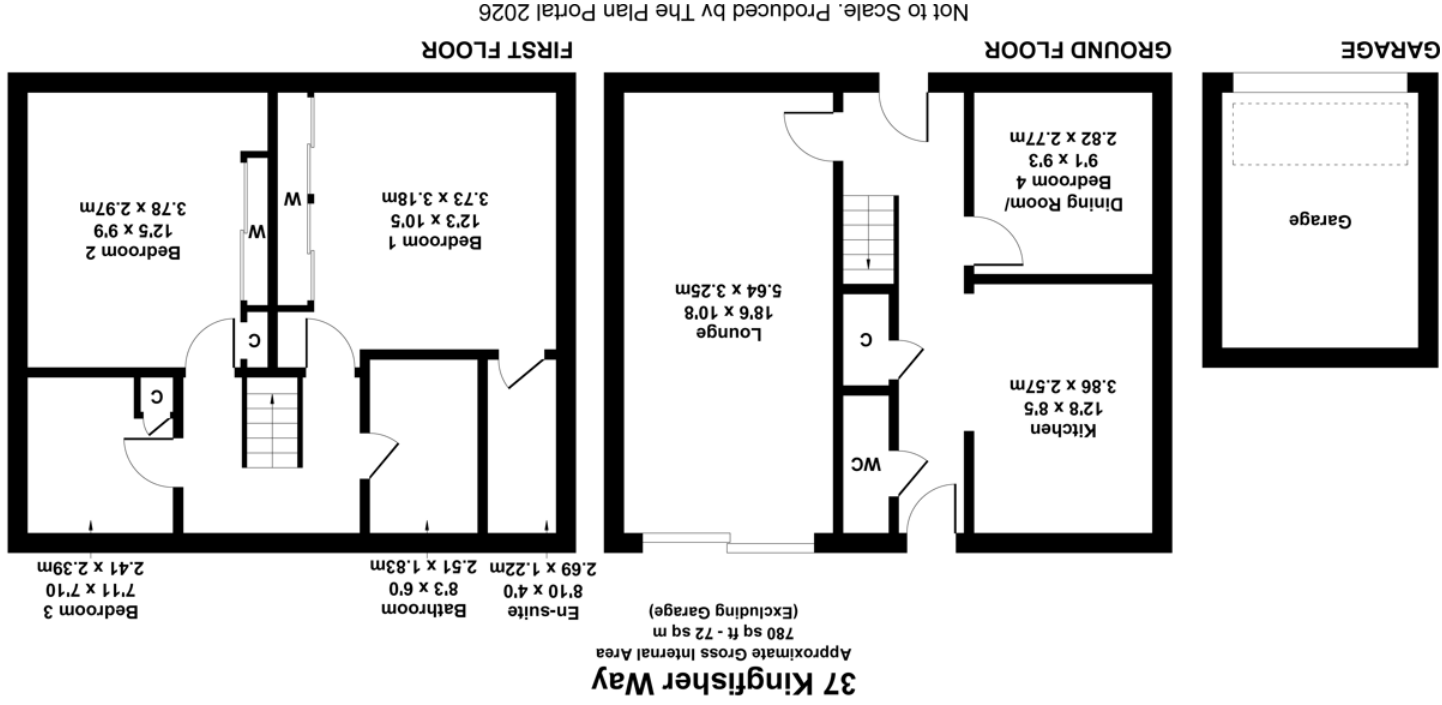 37 Kingfisher Way
Approximate Gross Internal Area
780 sq ft - 72 sq m
(Excluding Garage)
Garage
GARAGE
Kitchen
12'8 x 8'5
3.86 x 2.57m
WC
C
Lounge
18'6 x 10'8
5.64 x 3.25m
Dining Room/
Bedroom 4
9'1 x 9'3
2.82 x 2.77m
GROUND FLOOR
En-suite
8'10 x 4'0
2.69 x 1.22m
Bathroom
8'3 x 6'0
2.51 x 1.83m
Bedroom 3
7'11 x 7'10
2.41 x 2.39m
C
C
Bedroom 1
12'3 x 10'5
3.73 x 3.18m
W
W
Bedroom 2
12'5 x 9'9
3.78 x 2.97m
FIRST FLOOR
Not to Scale. Produced by The Plan Portal 2026